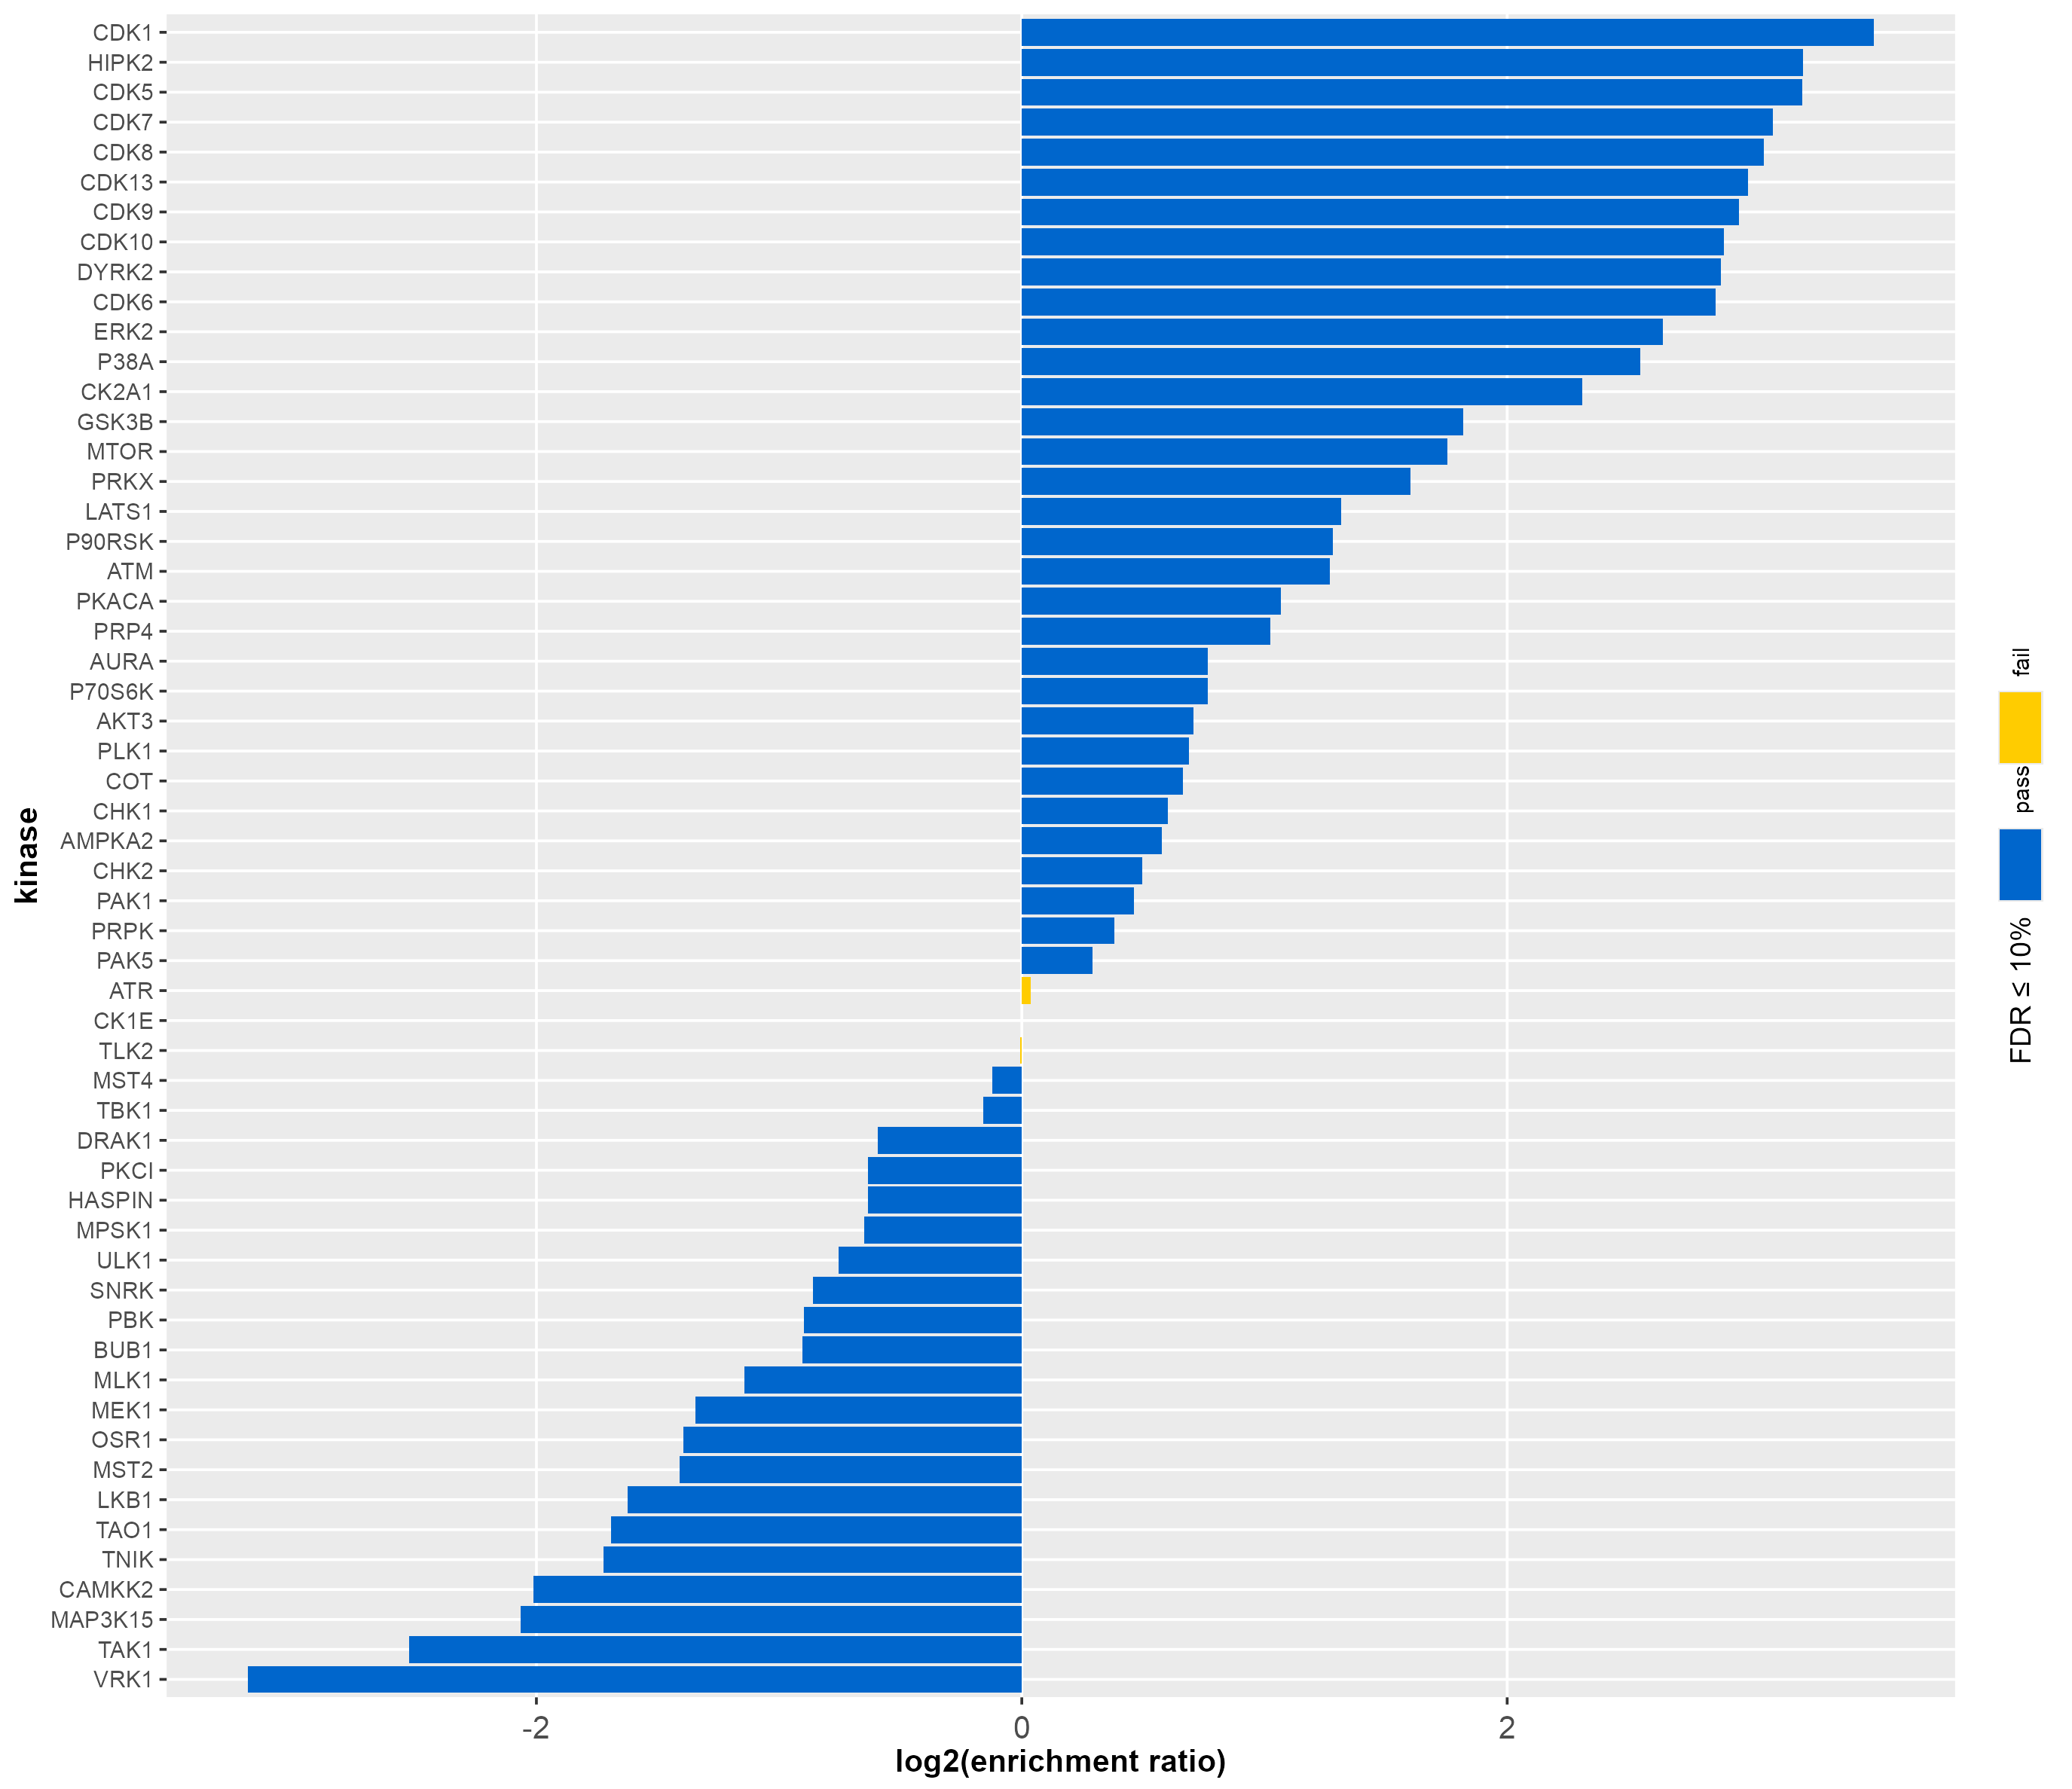 CDK1
HIPK2
CDK5
CDK7
CDK8
CDK13
CDK9
CDK10
DYRK2
CDK6
ERK2
P38A
CK2A1
GSK3B
MTOR
PRKX
LATS1
P90RSK
ATM
PKACA
PRP4
AURA
P70S6K
AKT3
PLK1
COT
CHK1
AMPKA2
CHK2
PAK1
PRPK
PAK5
ATR
CK1E
TLK2
MST4
TBK1
DRAK1
PKCI
HASPIN
MPSK1
ULK1
SNRK
PBK
BUB1
MLK1
MEK1
OSR1
MST2
LKB1
TAO1
TNIK
CAMKK2
MAP3K15
TAK1
VRK1
kinase
-2 0 2
log2(enrichment ratio)
FDR ≤ 10% pass fail